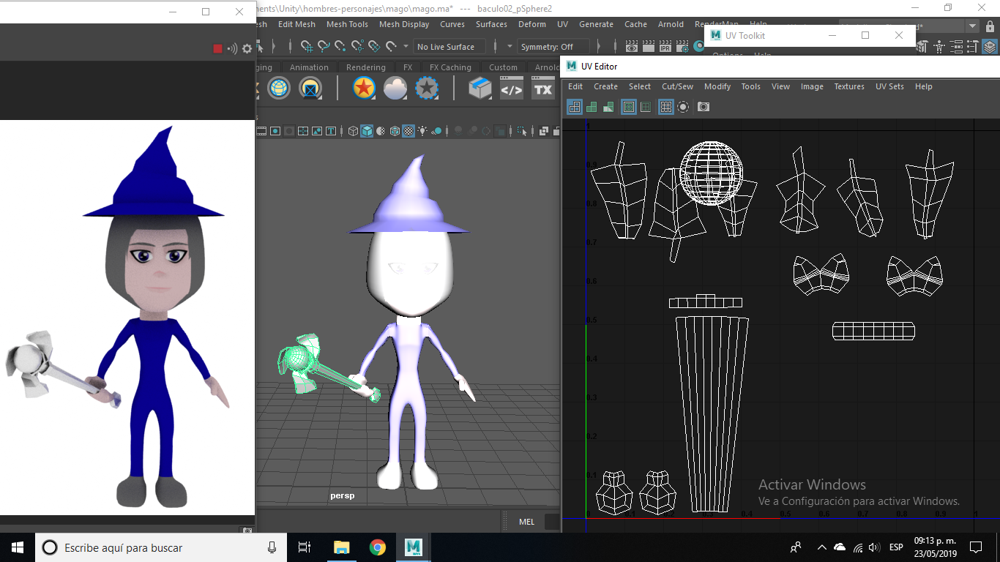 ments\Unity\hombres-personajes\mago\mago.ma* --- baculo02_pSphere2
esh Edit Mesh Mesh Tools Mesh Display Curves Surfaces Deform UV Generate Cache Arnold RenderMan Help
UV Toolkit
No Live Surface
Symmetry: Off
Options Help
ging Animation Rendering FX FX Caching Custom Arnold
IPR
TX
UV Editor
Edit Create Select Cut/Sew Modify Tools View Image Textures UV Sets Help
1
0.9
0.8
0.7
0.6
0.5
0.4
0.3
0.2
0.1
0.1 0.2 0.3 0.4 0.5 0.6 0.7 0.8 0.9 1
persp
Activar Windows
Ve a Configuración para activar Windows.
MEL
Escribe aquí para buscar
ESP
09:13 p. m.
23/05/2019